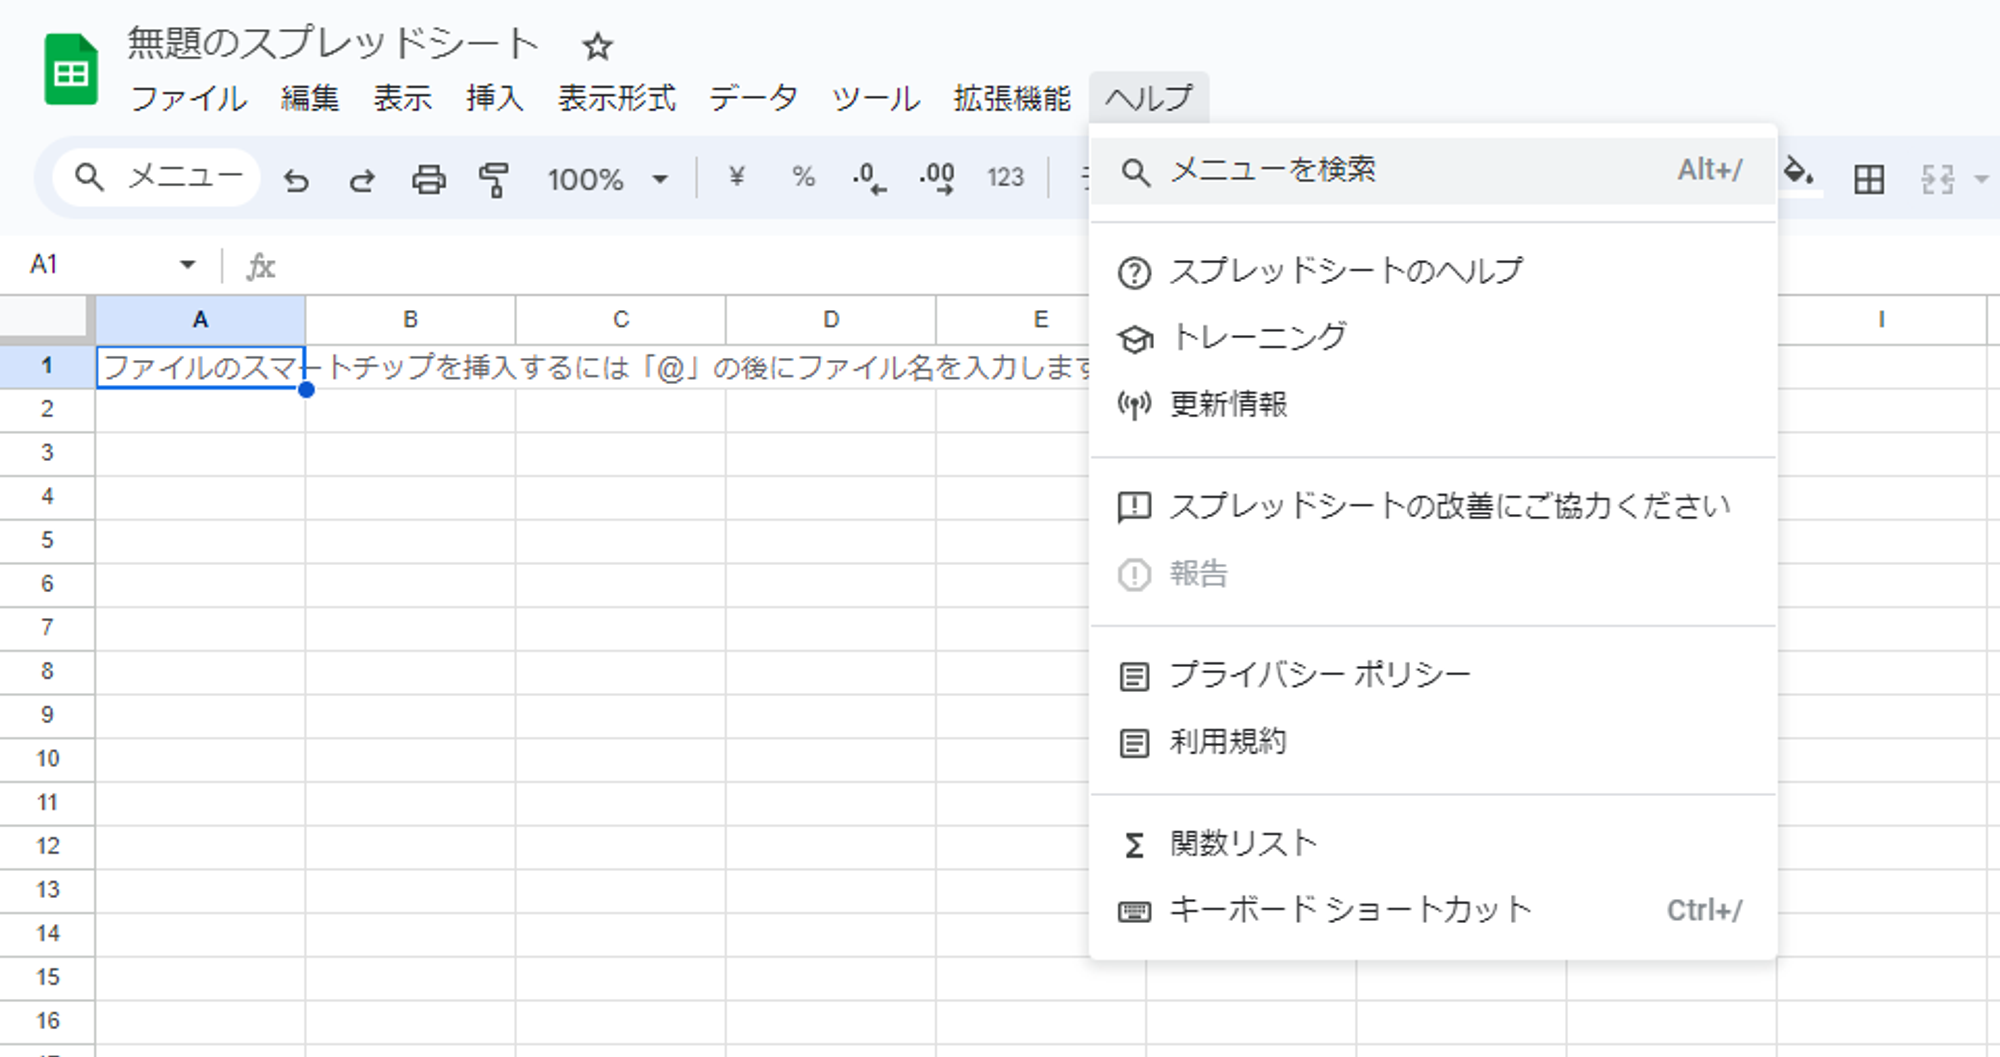 無題のスプレッドシート
ファイル 編集 表示 挿入 表示形式 データ ツール 拡張機能 ヘルプ
メニュー 100% ¥ % .0 .00 123
A1 fx
A B C D E I
1 ファイルのスマートチップを挿入するには「@」の後にファイル名を入力します
2
3
4
5
6
7
8
9
10
11
12
13
14
15
16
メニューを検索 Alt+/
スプレッドシートのヘルプ
トレーニング
更新情報
スプレッドシートの改善にご協力ください
報告
プライバシー ポリシー
利用規約
Σ 関数リスト
キーボード ショートカット Ctrl+/